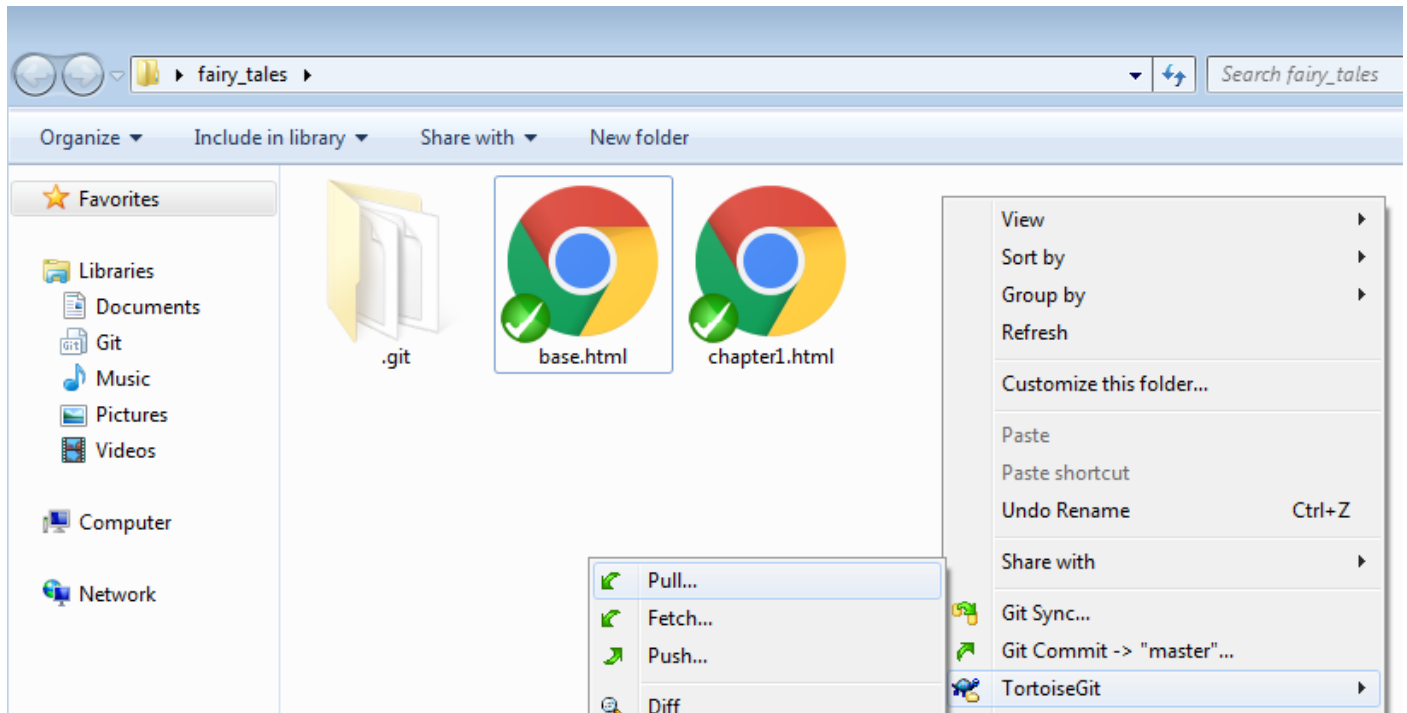 fairy_tales
Search fairy_tales
Organize
Include in library
Share with
New folder
Favorites
Libraries
Documents
Git
Music
Pictures
Videos
Computer
Network
.git
base.html
chapter1.html
View
Sort by
Group by
Refresh
Customize this folder...
Paste
Paste shortcut
Undo Rename Ctrl+Z
Share with
Git Sync...
Git Commit -> "master"...
TortoiseGit
Pull...
Fetch...
Push...
Diff